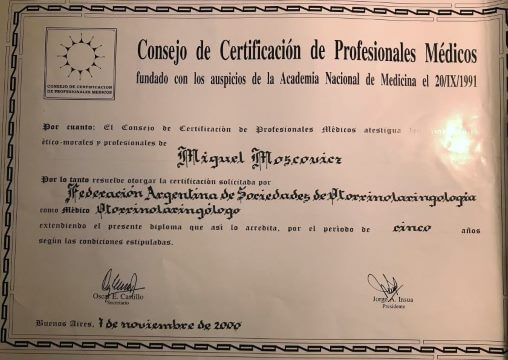 CONSEJO DE CERTIFICACION
DE PROFESIONALES MÉDICOS
Consejo de Certificación de Profesionales Médicos
fundado con los auspicios de la Academia Nacional de Medicina el 20/IX/1991
Por cuanto: El Consejo de Certificación de Profesionales Médicos atestigua
ético-morales y profesionales de
Miguel Moscovicz
Por lo tanto resuelve otorgar la certificación solicitada por
Federación Argentina de Sociedades de Otorrinolaringología
como Médico Otorrinolaringólogo
extendiendo el presente diploma que así lo acredita, por el período de cinco años
según las condiciones estipuladas.
Oscar E. Castillo
Secretario
Jorge A. Insua
Presidente
Buenos Aires, 1 de noviembre de 2000